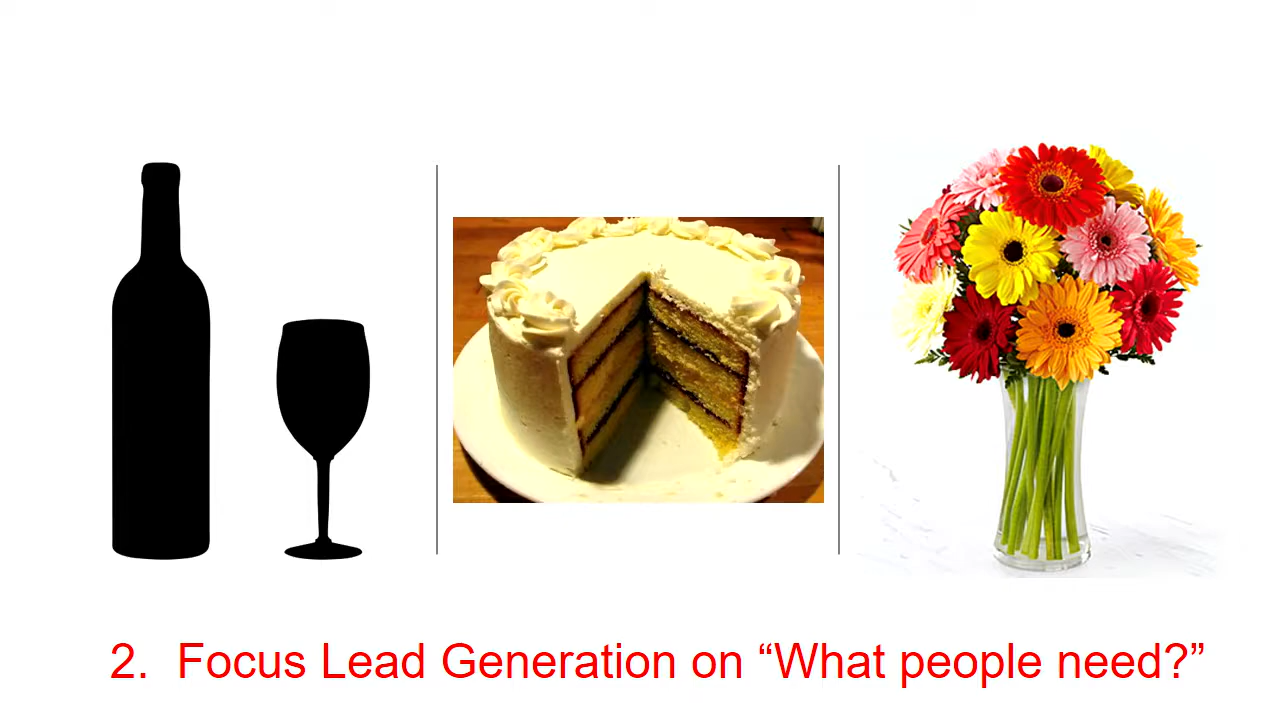 2. Focus Lead Generation on “What people need?”